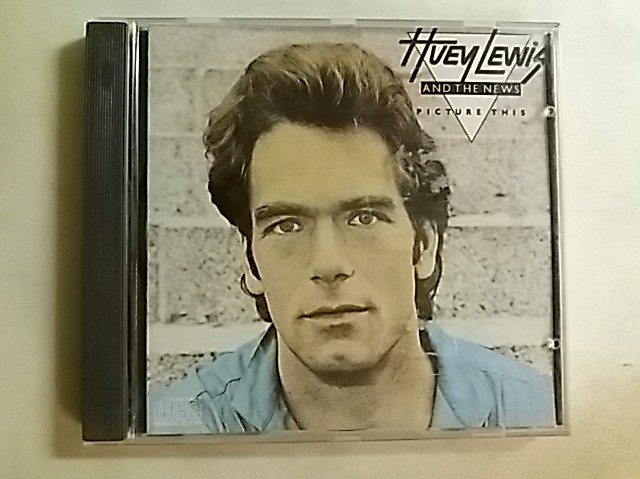 HUEY LEWIS
AND THE NEWS
PICTURE THIS